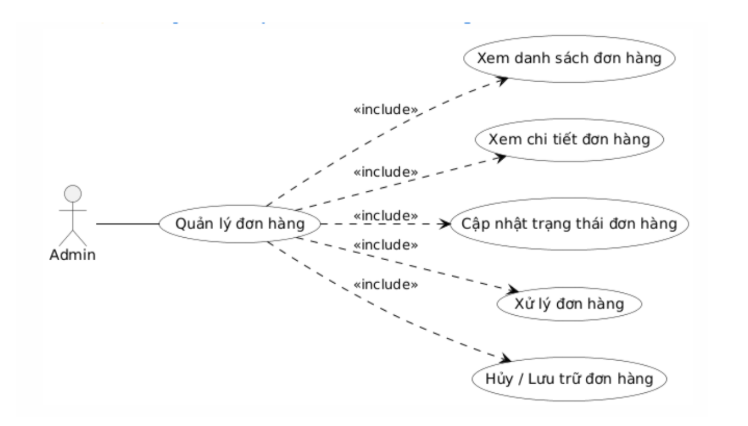 Xem danh sách đơn hàng
«include»
Xem chi tiết đơn hàng
«include»
Quản lý đơn hàng
«include»
Cập nhật trạng thái đơn hàng
«include»
Admin
«include»
Xử lý đơn hàng
Hủy / Lưu trữ đơn hàng